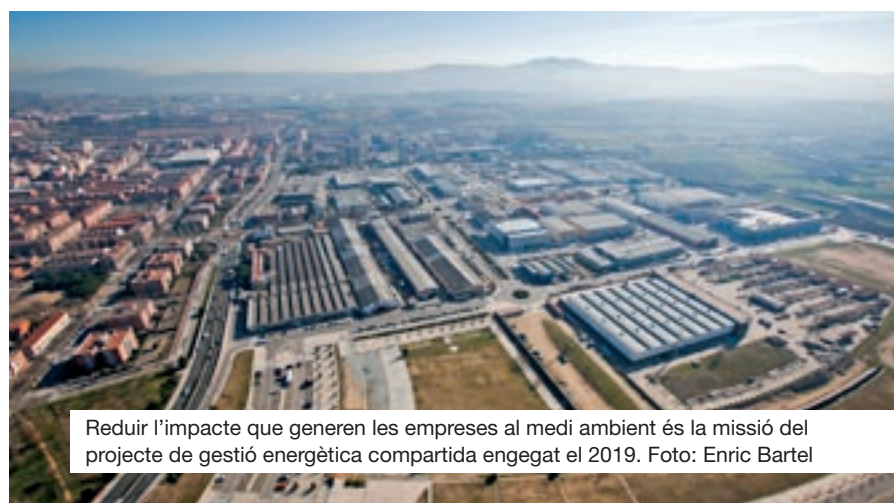 Reduir l’impacte que generen les empreses al medi ambient és la missió del
projecte de gestió energètica compartida engegat el 2019. Foto: Enric Bartel